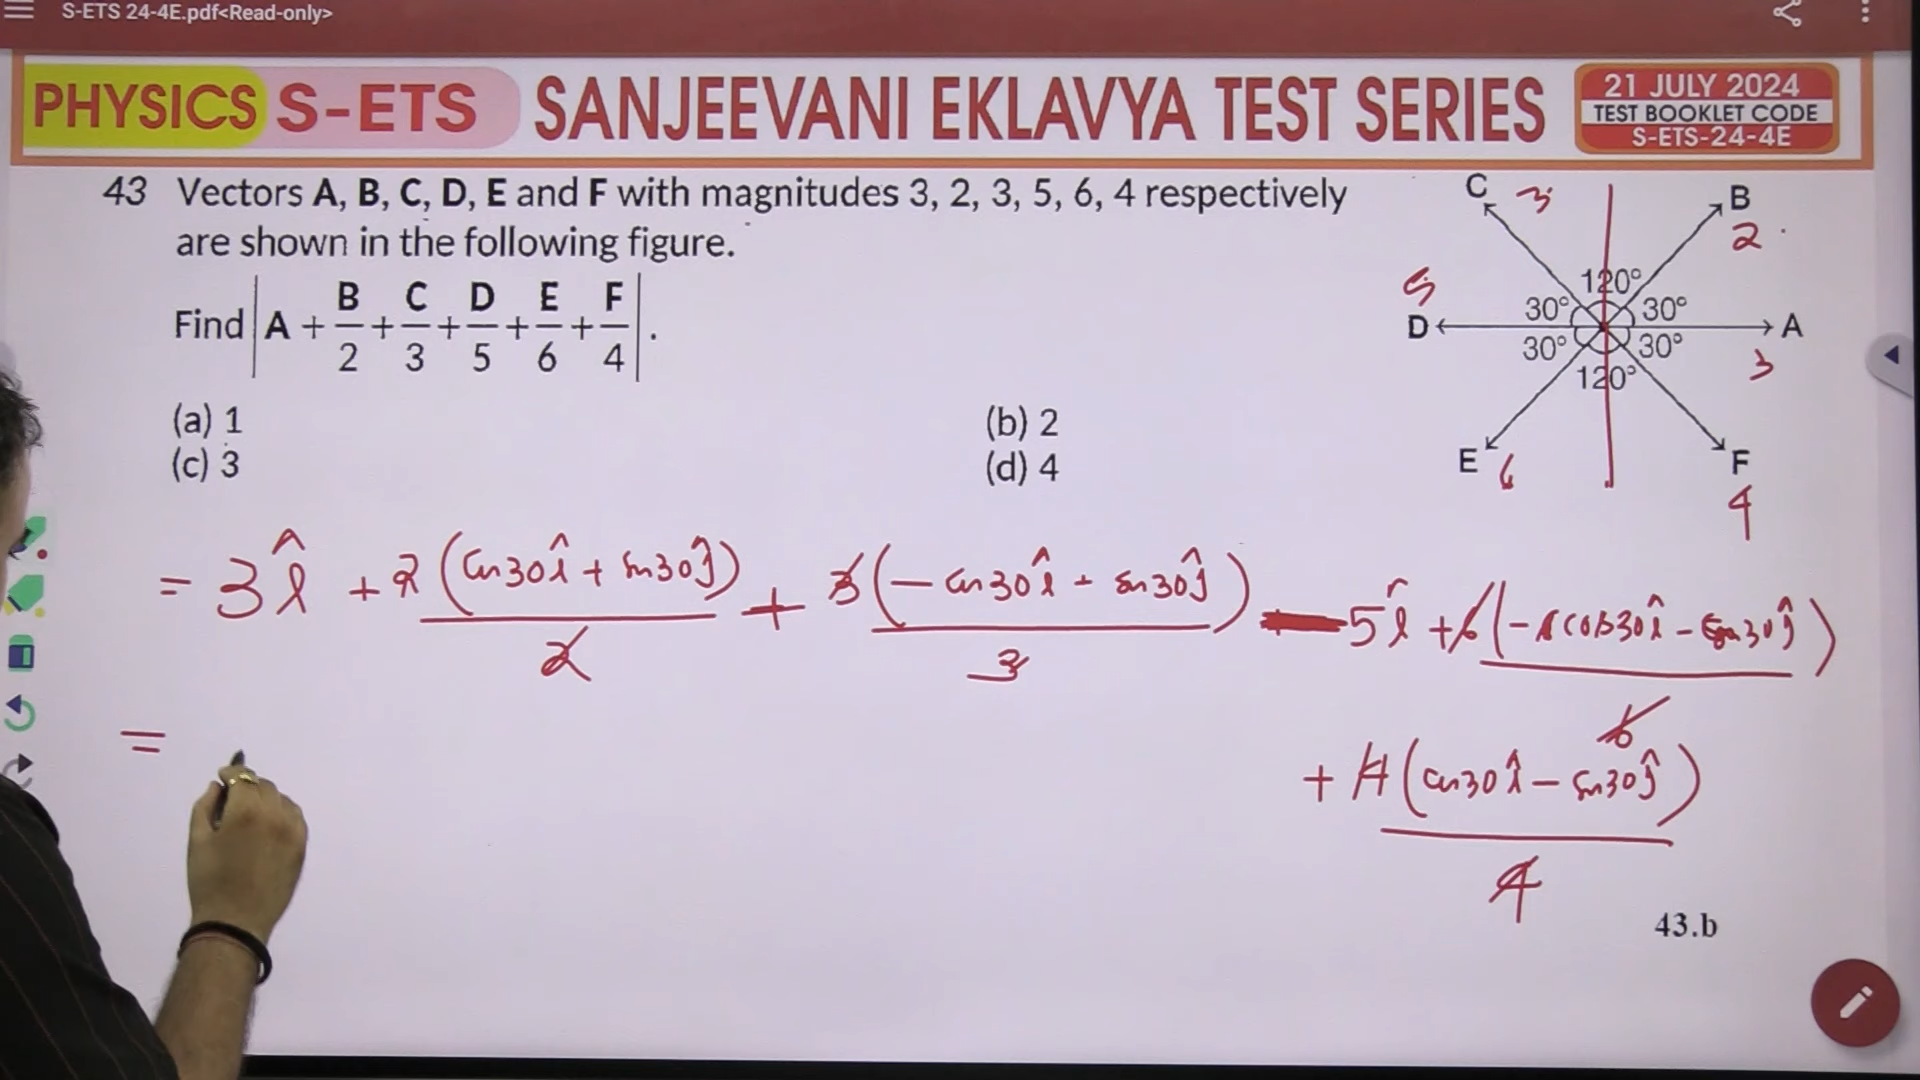 S-ETS 24-4E.pdf<Read-only>
PHYSICS S-ETS SANJEEVANI EKLAVYA TEST SERIES
21 JULY 2024
TEST BOOKLET CODE
S-ETS-24-4E
43 Vectors A, B, C, D, E and F with magnitudes 3, 2, 3, 5, 6, 4 respectively
are shown in the following figure.
Find |A + B/2 + C/3 + D/5 + E/6 + F/4|.
(a) 1 (b) 2
(c) 3 (d) 4
C 3 B
2
120°
5 30° 30°
D A
30° 30° 3
120°
E 6 F
4
= 3î + 2(cos30î + sin30ĵ)/2 + 3(-cos30î + sin30ĵ)/3 - 5î + 6(-cos30î - sin30ĵ)/6
+ 4(cos30î - sin30ĵ)/4
=
43.b